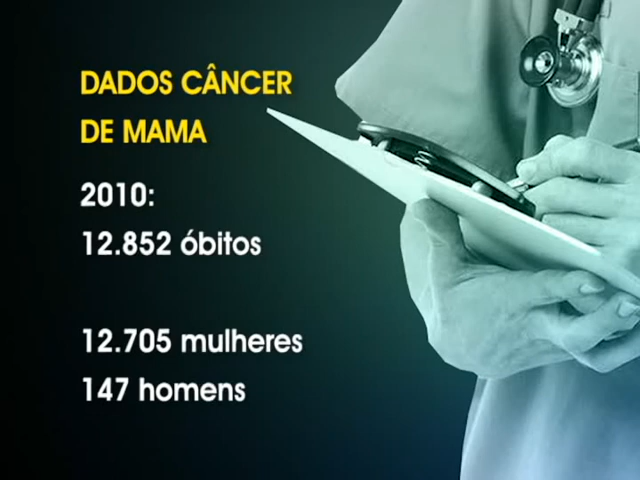 DADOS CÂNCER
DE MAMA
2010:
12.852 óbitos
12.705 mulheres
147 homens